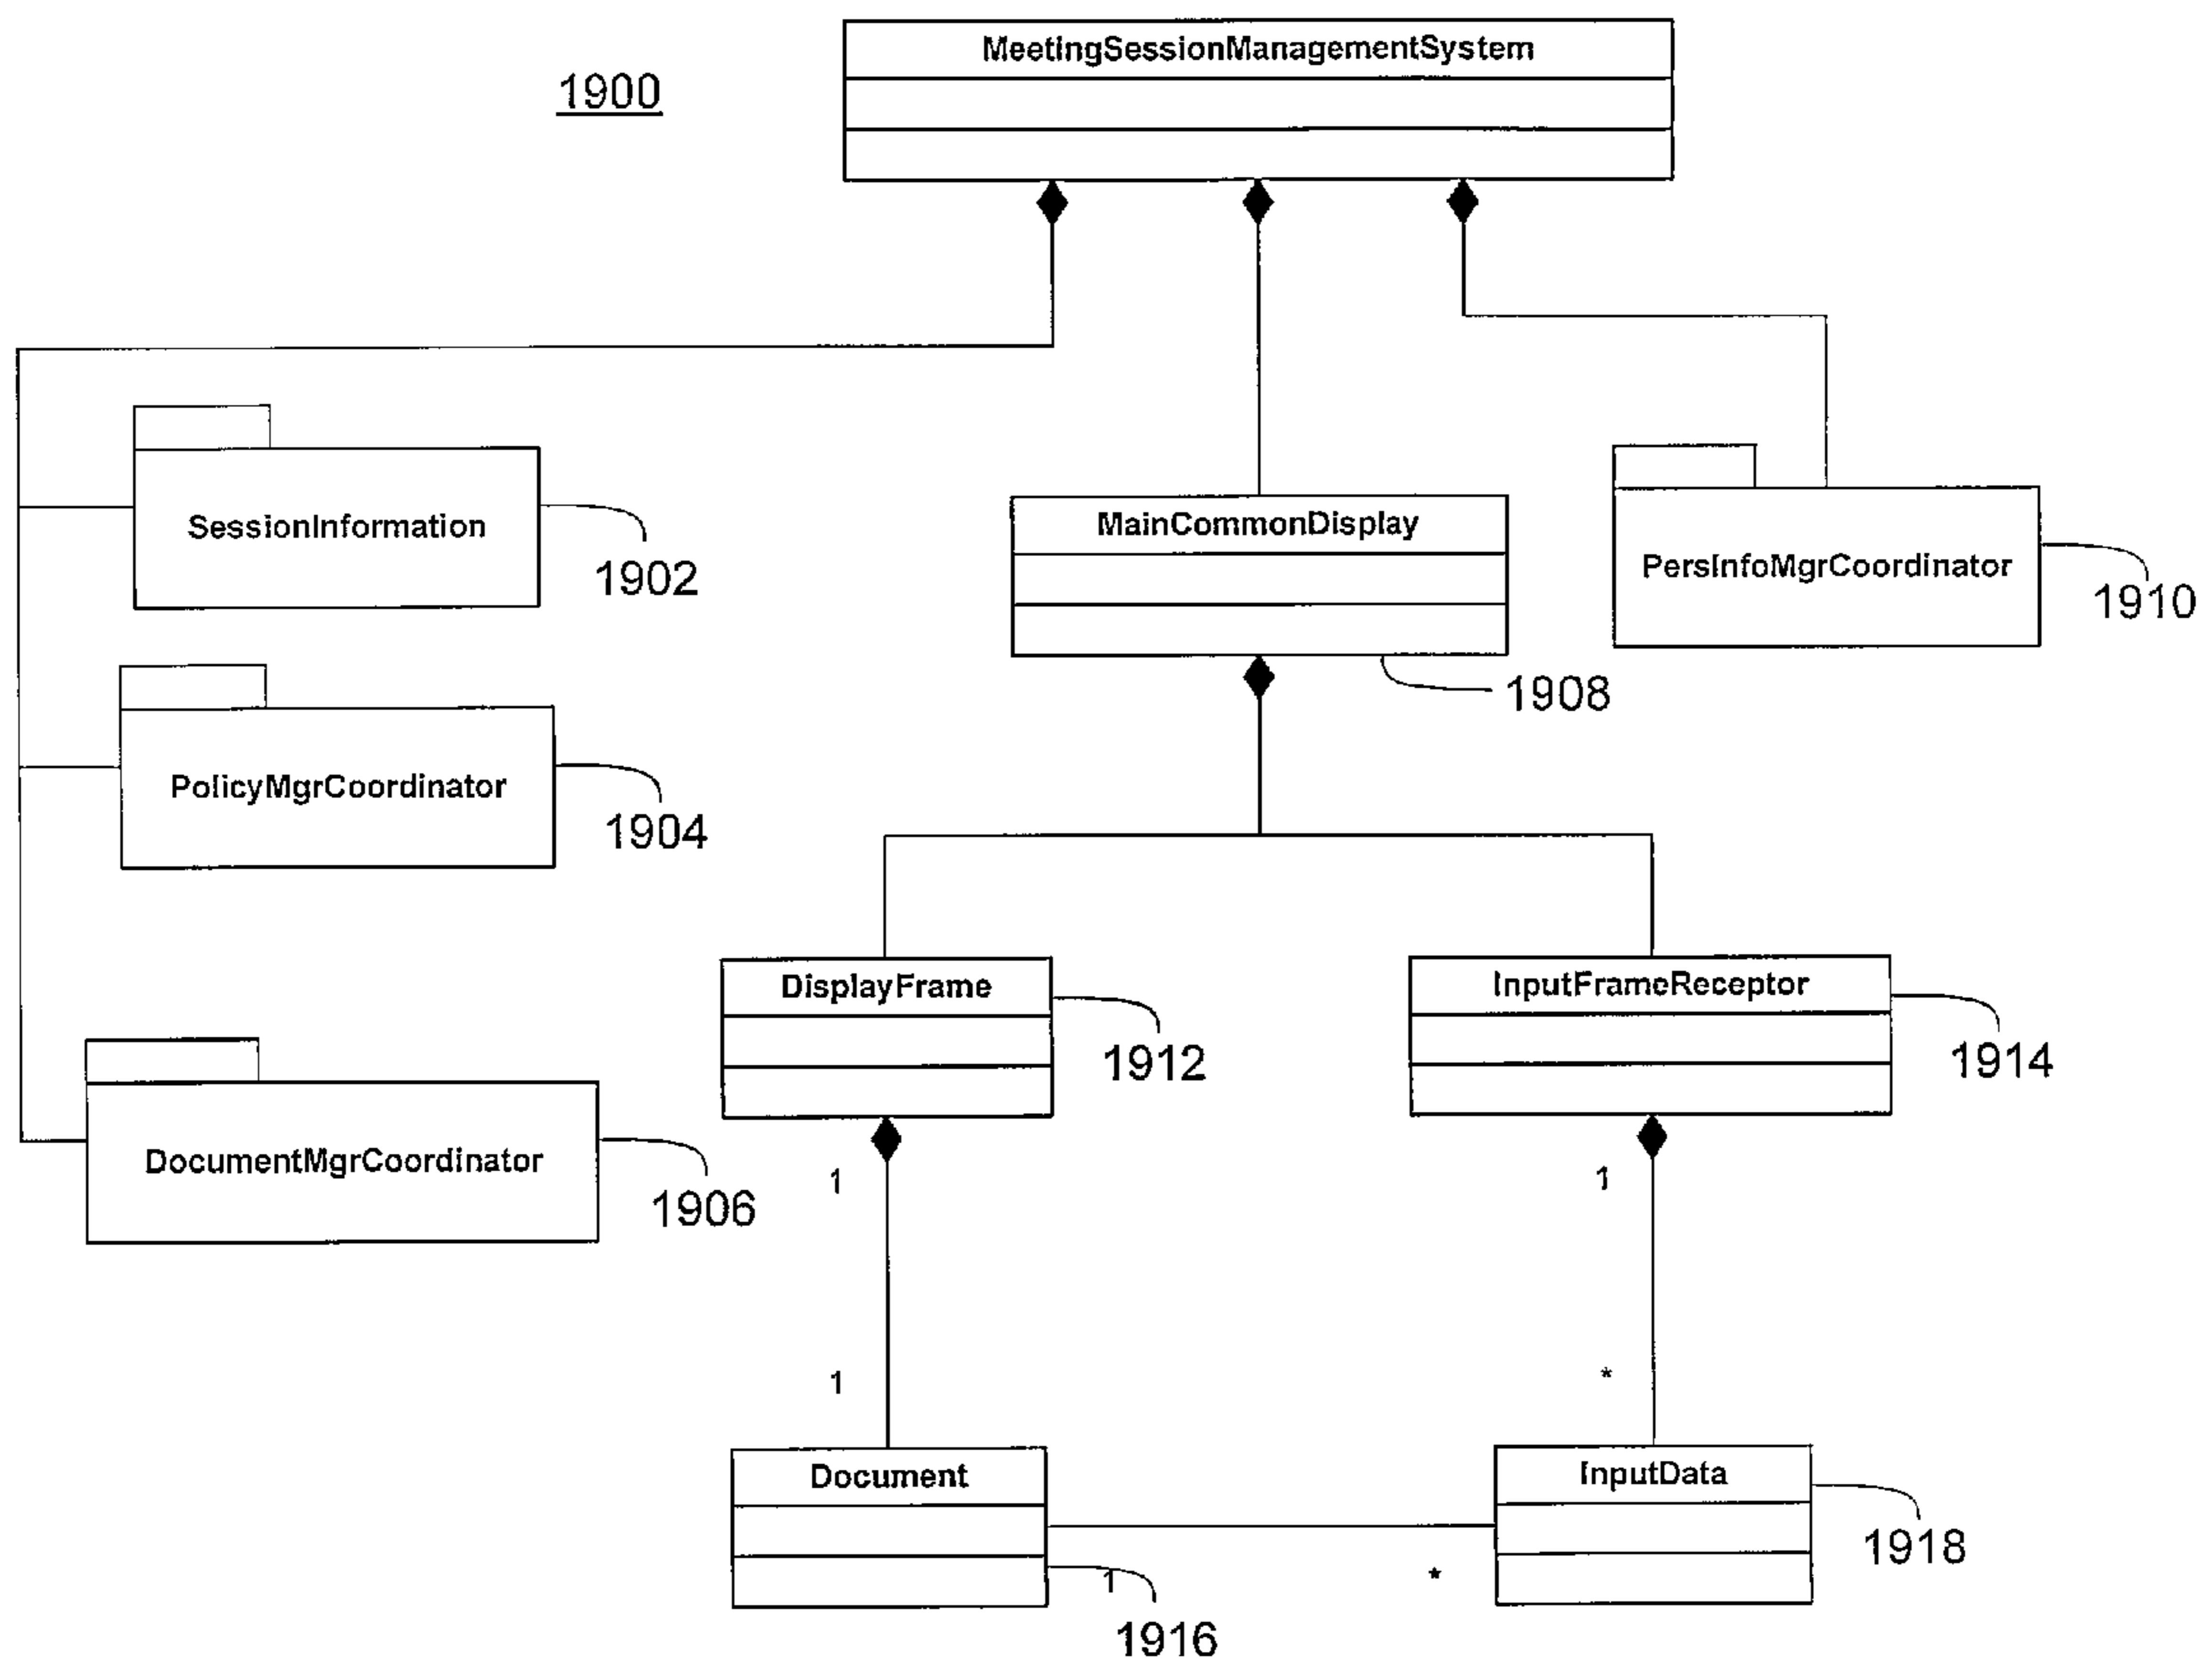 MeetingSessionManagementSystem
1900
SessionInformation
1902
MainCommonDisplay
1908
PersInfoMgrCoordinator
1910
PolicyMgrCoordinator
1904
DocumentMgrCoordinator
1906
DisplayFrame
1912
InputFrameReceptor
1914
1
1
1
*
Document
InputData
1918
1
*
1916